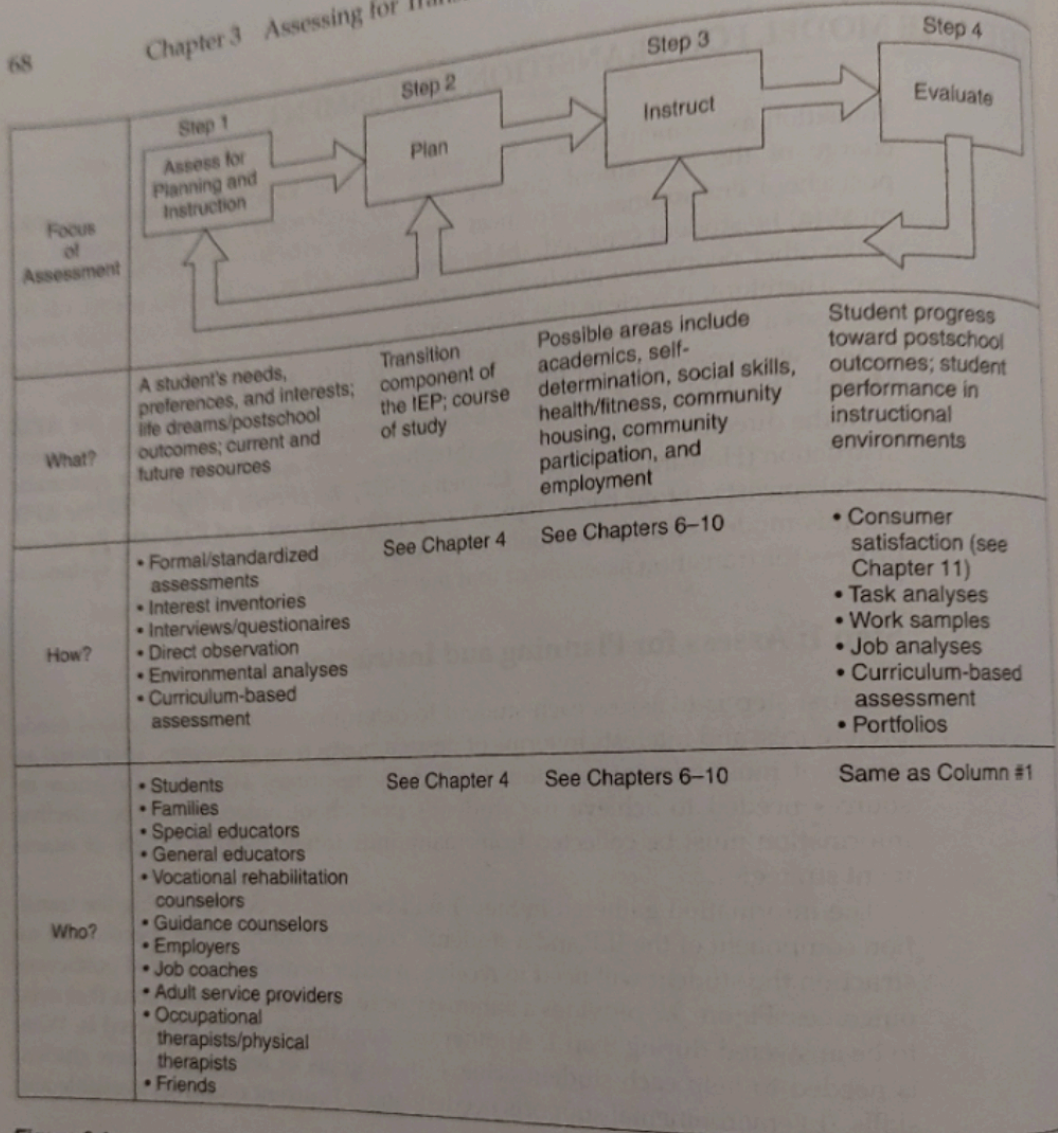 68
Chapter 3 Assessing for
Step 1
Step 2
Step 3
Step 4
Assess for
Planning and
Instruction
Plan
Instruct
Evaluate
Focus
of
Assessment
What?
A student's needs,
preferences, and interests;
life dreams/postschool
outcomes; current and
future resources
Transition
component of
the IEP; course
of study
Possible areas include
academics, self-
determination, social skills,
health/fitness, community
housing, community
participation, and
employment
Student progress
toward postschool
outcomes; student
performance in
instructional
environments
How?
• Formal/standardized
assessments
• Interest inventories
• Interviews/questionaires
• Direct observation
• Environmental analyses
• Curriculum-based
assessment
See Chapter 4
See Chapters 6–10
• Consumer
satisfaction (see
Chapter 11)
• Task analyses
• Work samples
• Job analyses
• Curriculum-based
assessment
• Portfolios
Who?
• Students
• Families
• Special educators
• General educators
• Vocational rehabilitation
counselors
• Guidance counselors
• Employers
• Job coaches
• Adult service providers
• Occupational
therapists/physical
therapists
• Friends
See Chapter 4
See Chapters 6–10
Same as Column #1